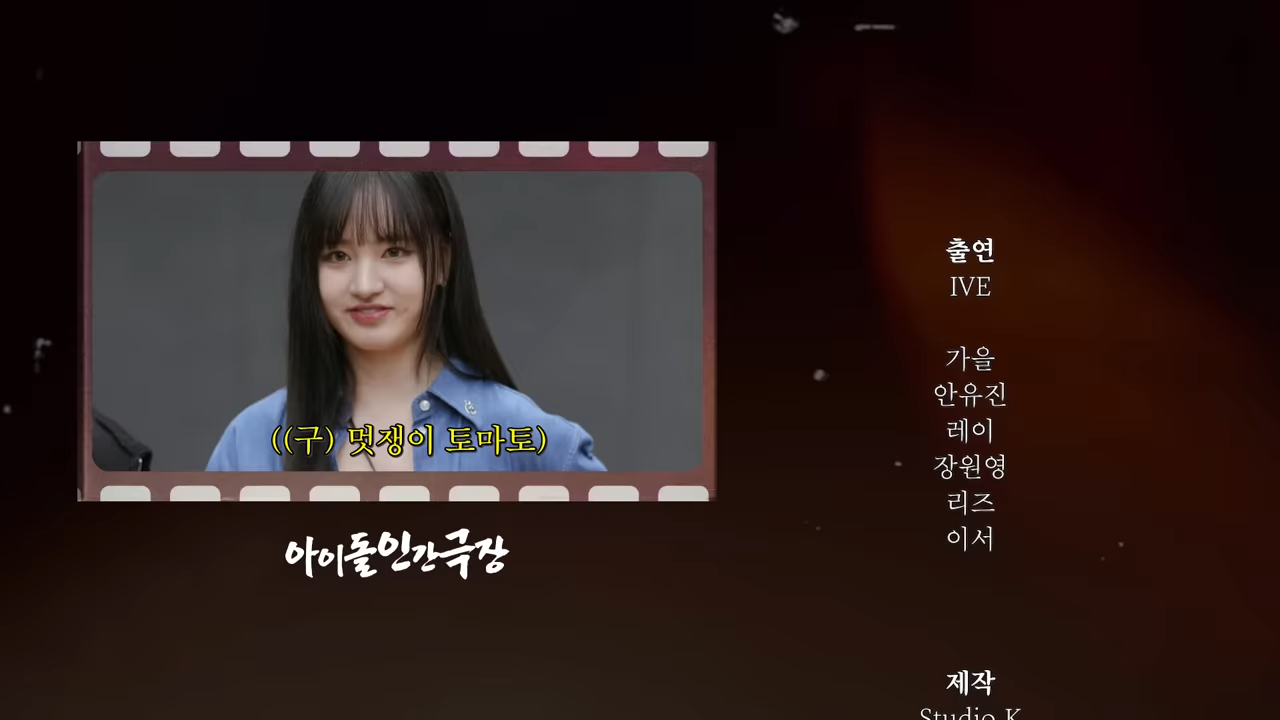 ((구) 멋쟁이 토마토)
아이돌인간극장
출연
IVE
가을
안유진
레이
장원영
리즈
이서
제작
Studio K